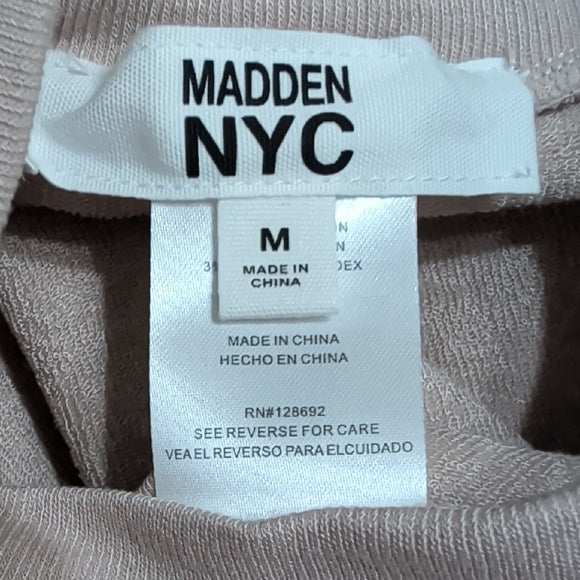 MADDEN
NYC
M
MADE IN
CHINA
MADE IN CHINA
HECHO EN CHINA
RN#128692
SEE REVERSE FOR CARE
VEA EL REVERSO PARA ELCUIDADO